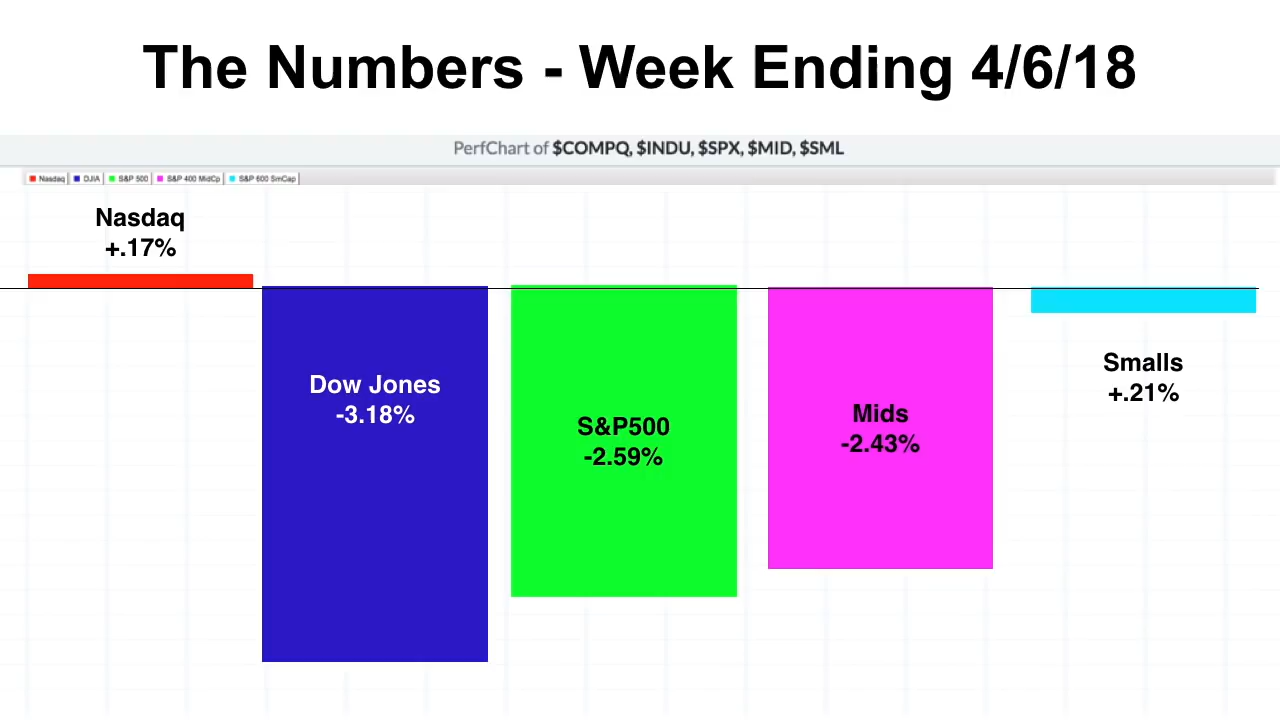 The Numbers - Week Ending 4/6/18
PerfChart of $COMPQ, $INDU, $SPX, $MID, $SML
Nasdaq DJIA S&P 500 S&P 400 MidCp S&P 600 SmCap
Nasdaq
+.17%
Dow Jones
-3.18%
S&P500
-2.59%
Mids
-2.43%
Smalls
+.21%